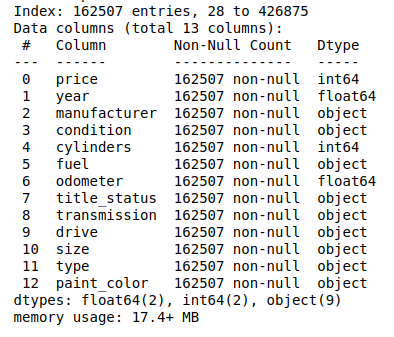 Index: 162507 entries, 28 to 426875
Data columns (total 13 columns):
 #   Column        Non-Null Count   Dtype
---  ------        --------------   -----
 0   price         162507 non-null  int64
 1   year          162507 non-null  float64
 2   manufacturer  162507 non-null  object
 3   condition     162507 non-null  object
 4   cylinders     162507 non-null  int64
 5   fuel          162507 non-null  object
 6   odometer      162507 non-null  float64
 7   title_status  162507 non-null  object
 8   transmission  162507 non-null  object
 9   drive         162507 non-null  object
 10  size          162507 non-null  object
 11  type          162507 non-null  object
 12  paint_color   162507 non-null  object
dtypes: float64(2), int64(2), object(9)
memory usage: 17.4+ MB